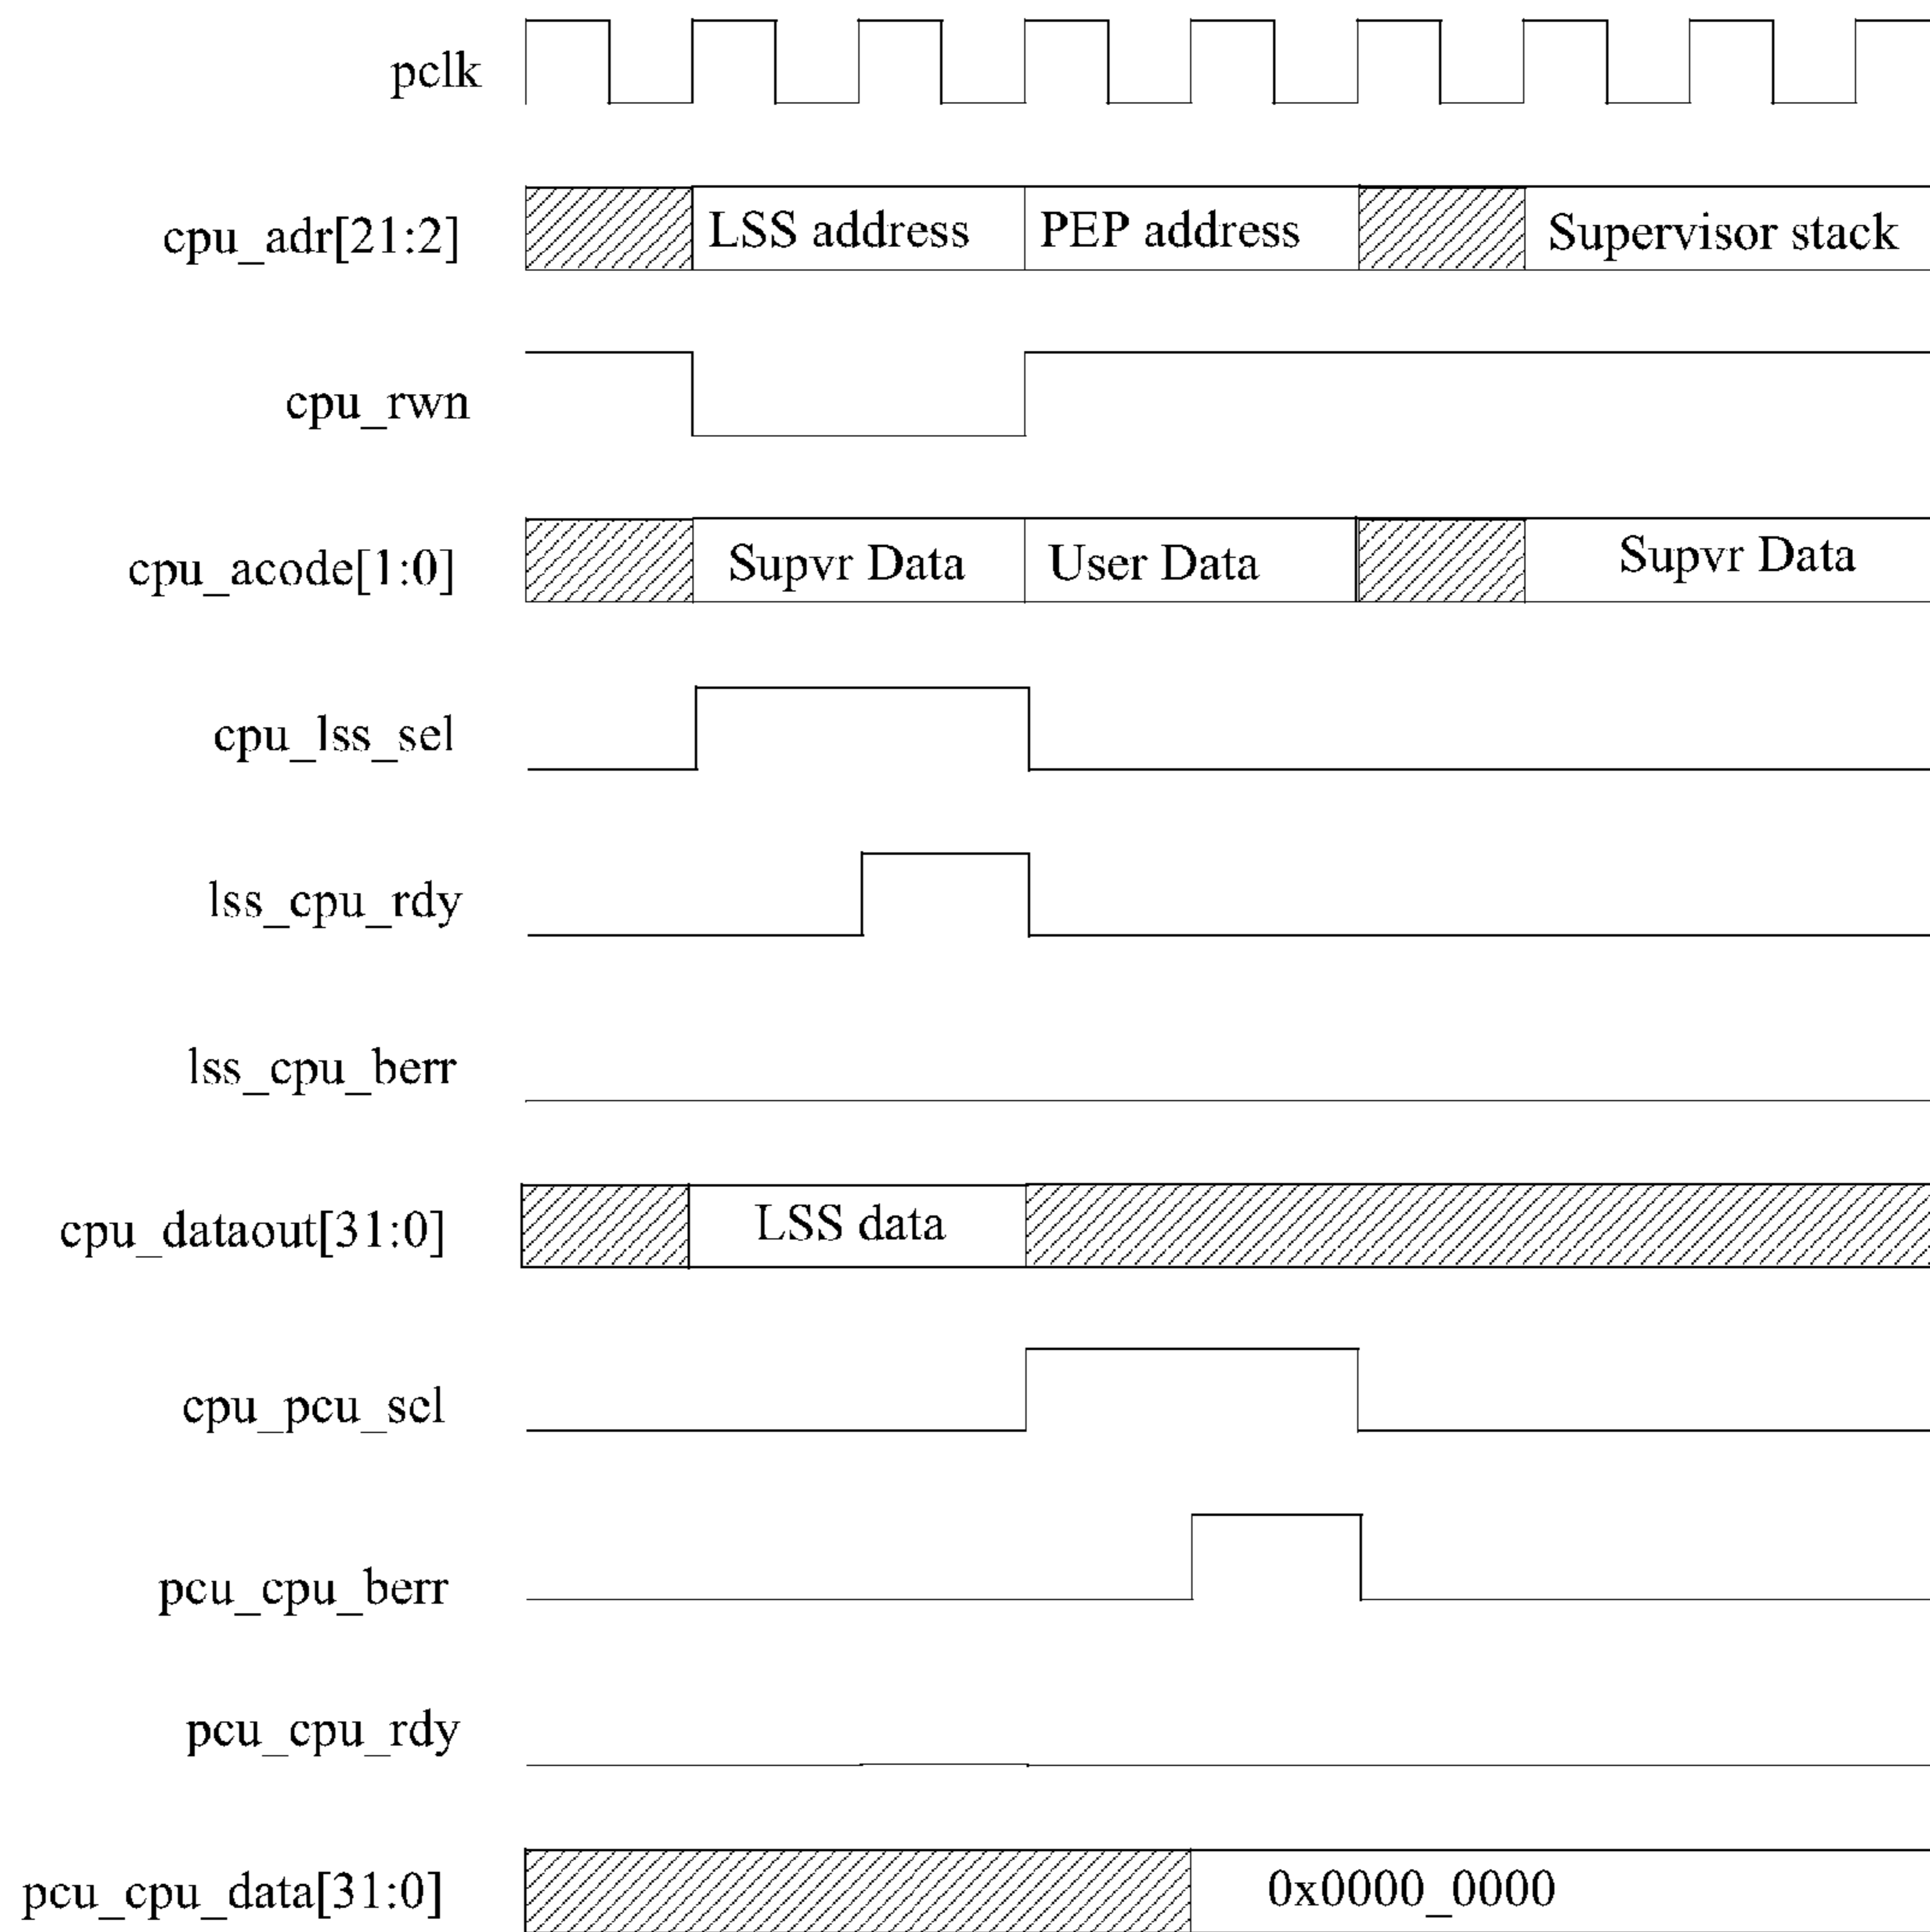 pclk
cpu_adr[21:2] LSS address PEP address Supervisor stack
cpu_rwn
cpu_acode[1:0] Supvr Data User Data Supvr Data
cpu_lss_sel
lss_cpu_rdy
lss_cpu_berr
cpu_dataout[31:0] LSS data
cpu_pcu_sel
pcu_cpu_berr
pcu_cpu_rdy
pcu_cpu_data[31:0] 0x0000_0000